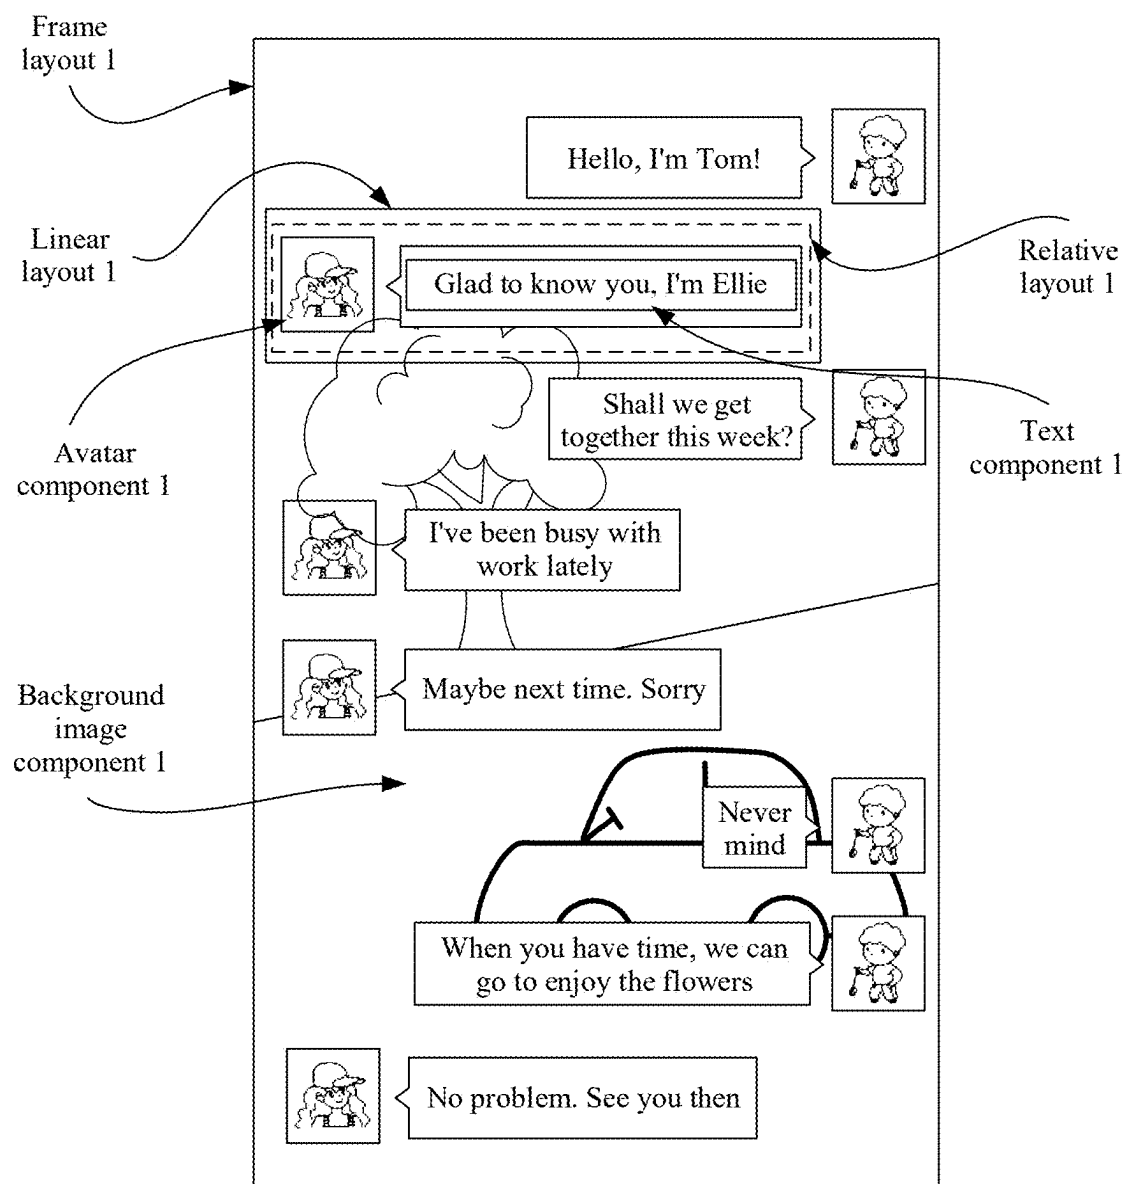 Frame
layout 1
Hello, I'm Tom!
Linear
layout 1
Relative
layout 1
Glad to know you, I'm Ellie
Shall we get
together this week?
Avatar
component 1
Text
component 1
I've been busy with
work lately
Maybe next time. Sorry
Background
image
component 1
Never
mind
When you have time, we can
go to enjoy the flowers
No problem. See you then